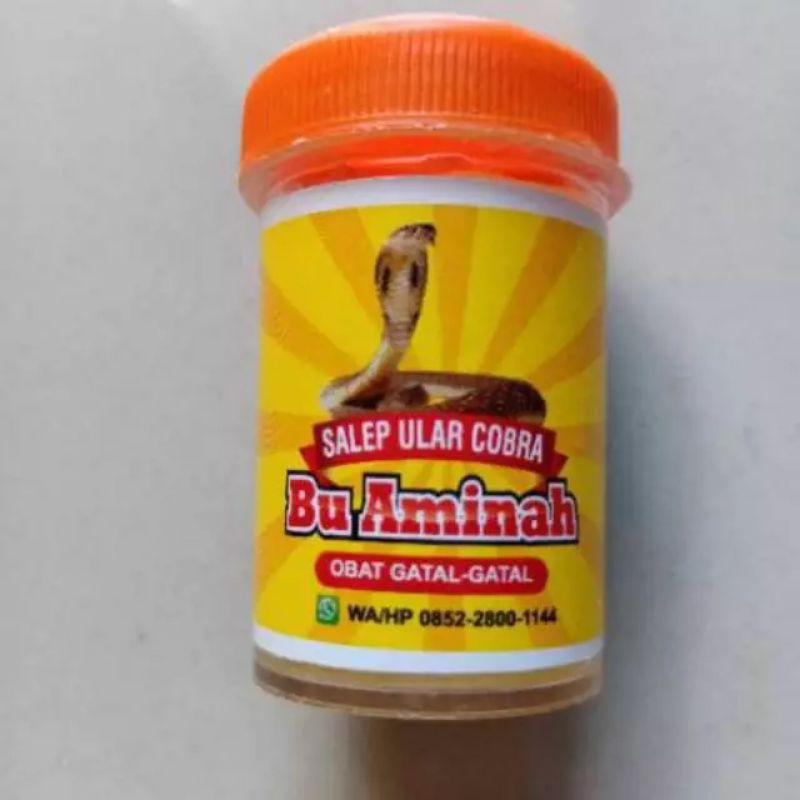 SALEP ULAR COBRA
Bu Aminah
OBAT GATAL-GATAL
WA/HP 0852-2800-1144